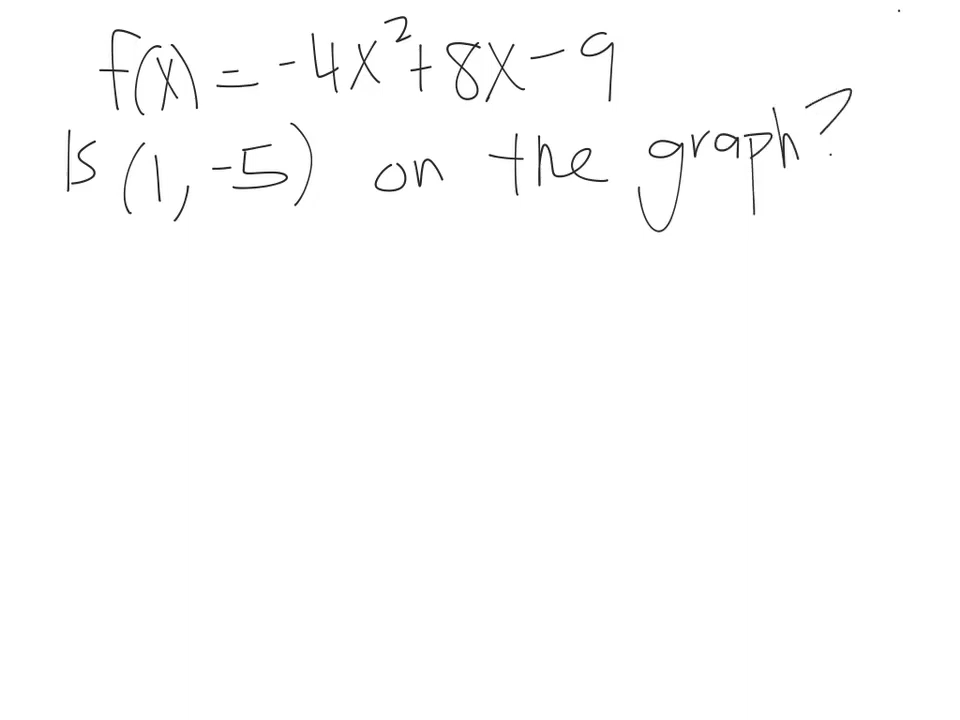 f(x) = -4x²+8x-9
Is (1, -5) on the graph?